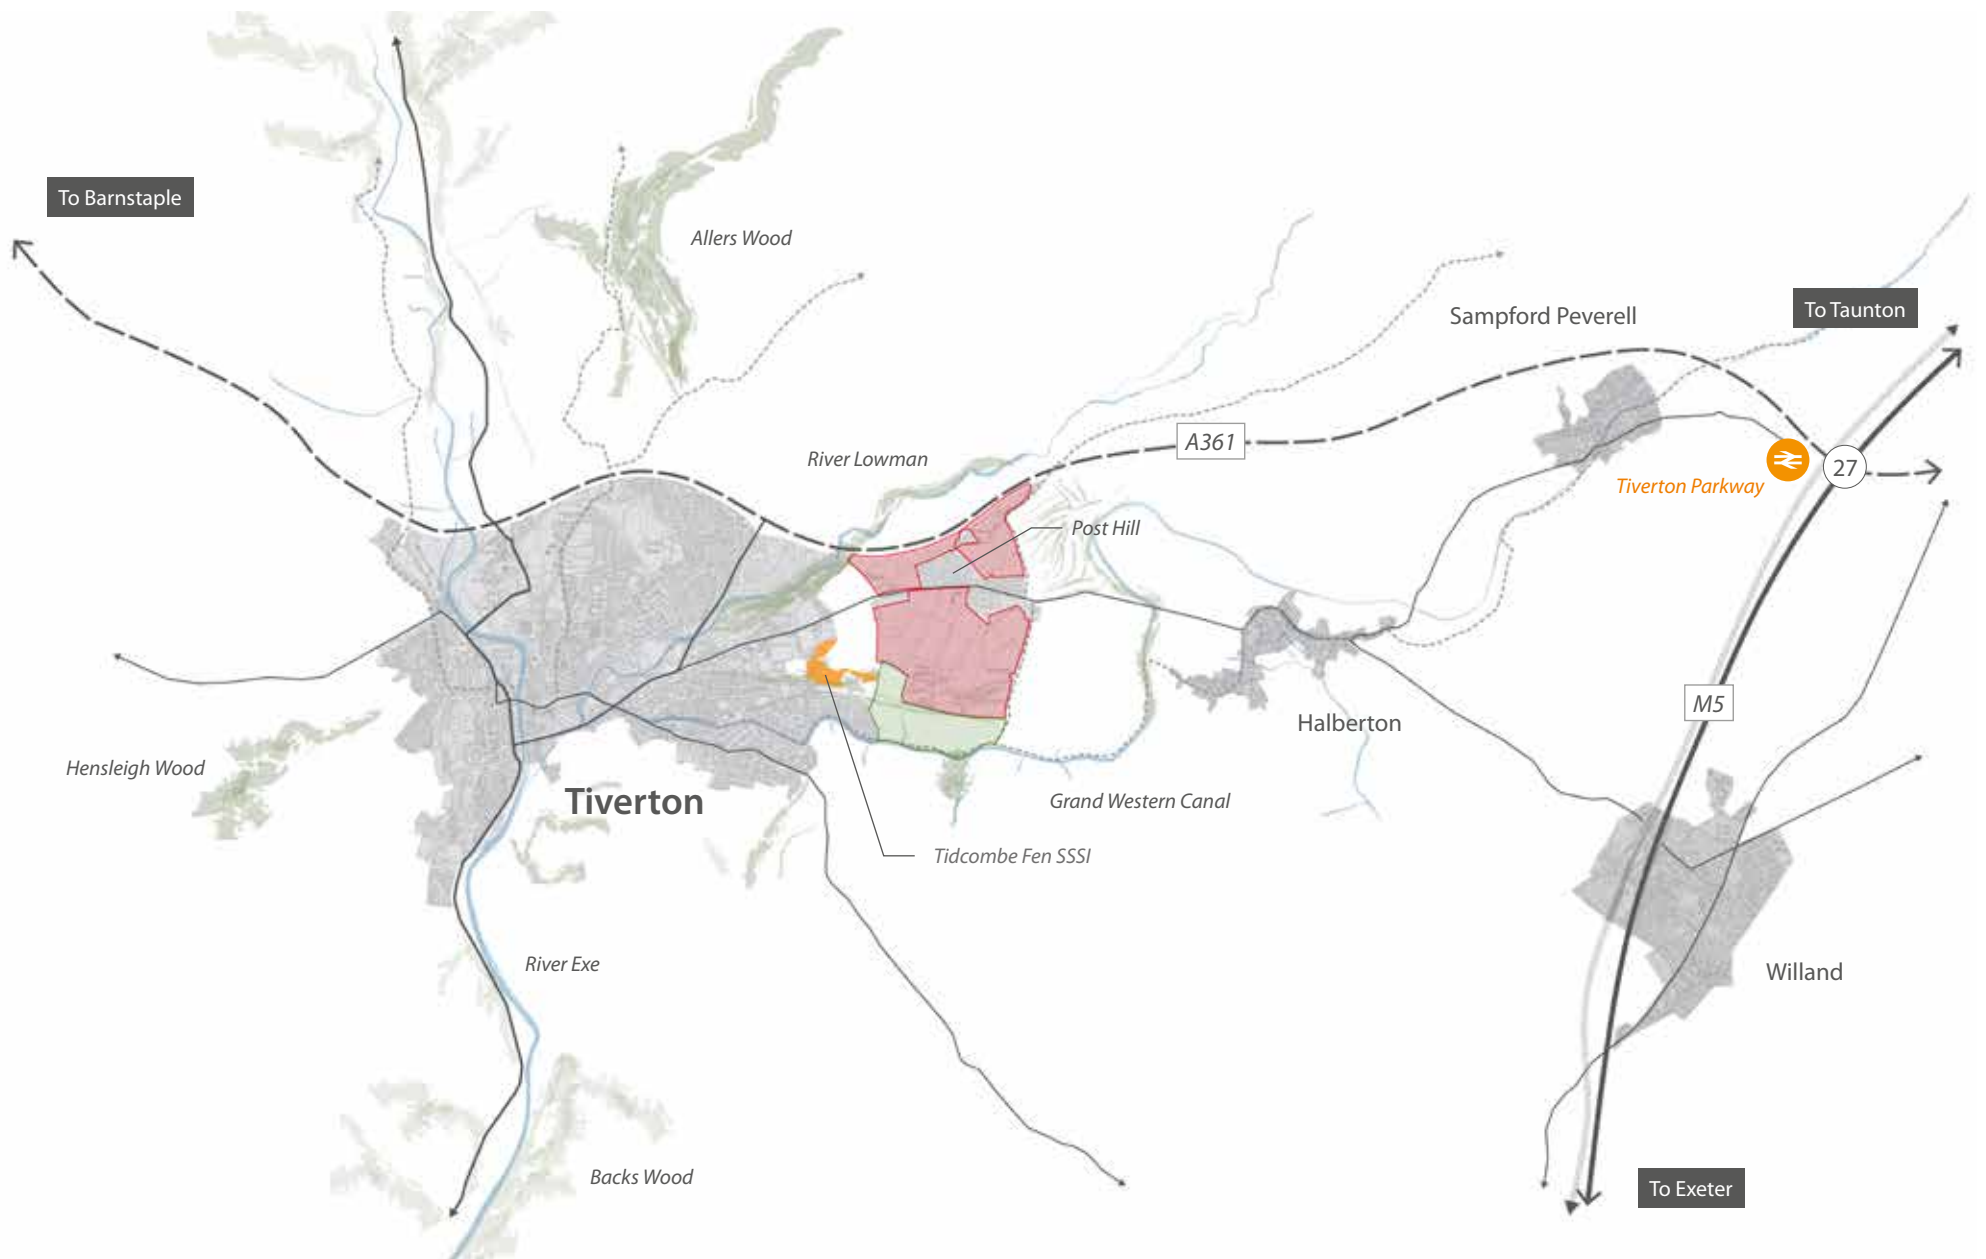 To Barnstaple
Allers Wood
To Taunton
Sampford Peverell
A361
River Lowman
27
Tiverton Parkway
Post Hill
M5
Halberton
Hensleigh Wood
Tiverton
Grand Western Canal
Tidcombe Fen SSSI
River Exe
Willand
Backs Wood
To Exeter